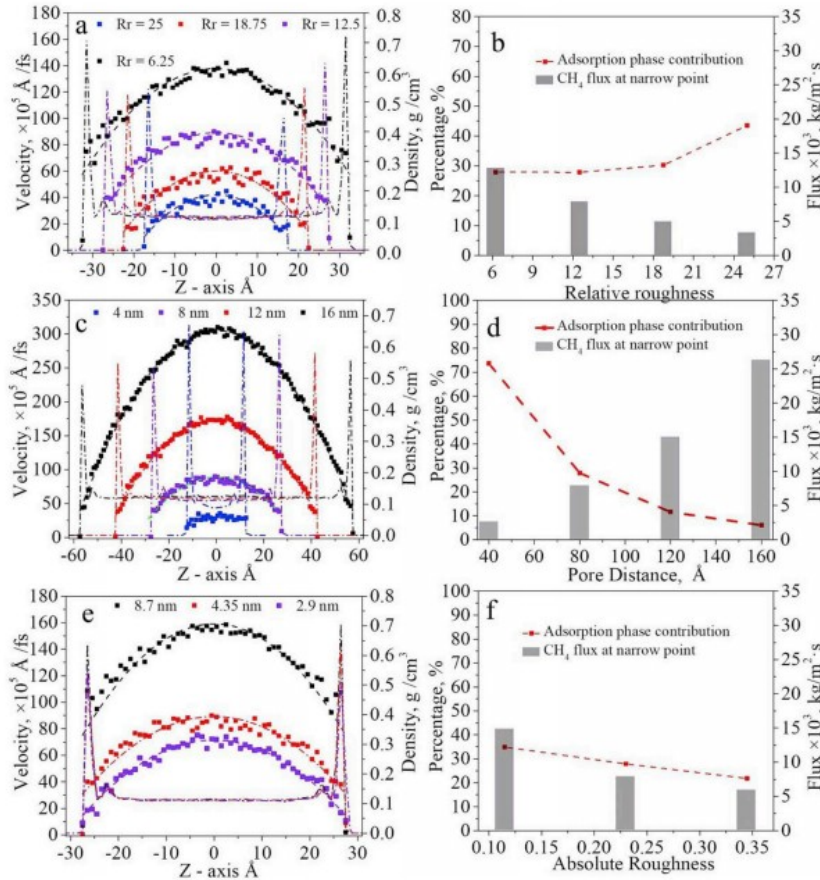 a
Rr = 25 Rr = 18.75 Rr = 12.5
Rr = 6.25
180
160
140
120
100
80
60
40
20
0
Velocity, ×10⁵ Å /fs
0.8
0.7
0.6
0.5
0.4
0.3
0.2
0.1
0.0
Density, g /cm³
-30 -20 -10 0 10 20 30
Z - axis Å
b
Adsorption phase contribution
CH₄ flux at narrow point
80
70
60
50
40
30
20
10
0
Percentage %
35
30
25
20
15
10
5
0
Flux ×10³, kg/m²·s
6 9 12 15 18 21 24 27
Relative roughness
c
4 nm 8 nm 12 nm 16 nm
350
300
250
200
150
100
50
0
Velocity, ×10⁵ Å /fs
0.7
0.6
0.5
0.4
0.3
0.2
0.1
0.0
Density, g /cm³
-60 -40 -20 0 20 40 60
Z - axis Å
d
Adsorption phase contribution
CH₄ flux at narrow point
100
90
80
70
60
50
40
30
20
10
0
Percentage, %
35
30
25
20
15
10
5
0
Flux ×10³, kg/m²·s
40 60 80 100 120 140 160
Pore Distance, Å
e
8.7 nm 4.35 nm 2.9 nm
180
160
140
120
100
80
60
40
20
0
Velocity, ×10⁵ Å /fs
0.8
0.7
0.6
0.5
0.4
0.3
0.2
0.1
0.0
Density, g /cm³
-30 -20 -10 0 10 20 30
Z - axis Å
f
Adsorption phase contribution
CH₄ flux at narrow point
100
90
80
70
60
50
40
30
20
10
0
Percentage, %
35
30
25
20
15
10
5
0
Flux ×10³, kg/m²·s
0.10 0.15 0.20 0.25 0.30 0.35
Absolute Roughness